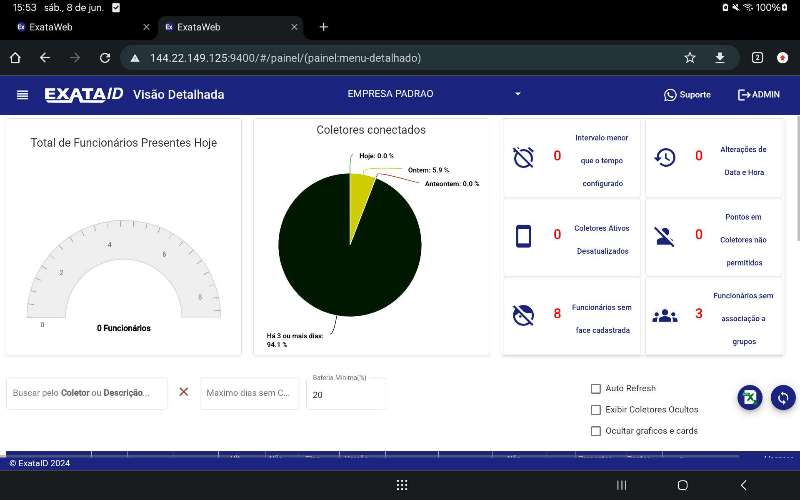 15:53 sáb., 8 de jun.
100%
ExataWeb
ExataWeb
144.22.149.125:9400/#/painel/(painel:menu-detalhado)
2
EXATAID Visão Detalhada
EMPRESA PADRAO
Suporte
ADMIN
Total de Funcionários Presentes Hoje
0
2
4
6
8
0 Funcionários
Coletores conectados
Hoje: 0.0 %
Ontem: 5.9 %
Anteontem: 0.0 %
Há 3 ou mais dias:
94.1 %
0
Intervalo menor
que o tempo
configurado
0
Alterações de
Data e Hora
0
Coletores Ativos
Desatualizados
0
Pontos em
Coletores não
permitidos
8
Funcionários sem
face cadastrada
3
Funcionários sem
associação a
grupos
Buscar pelo Coletor ou Descrição...
Maximo dias sem C...
Bateria Mínima(%)
20
Auto Refresh
Exibir Coletores Ocultos
Ocultar graficos e cards
© ExataID 2024